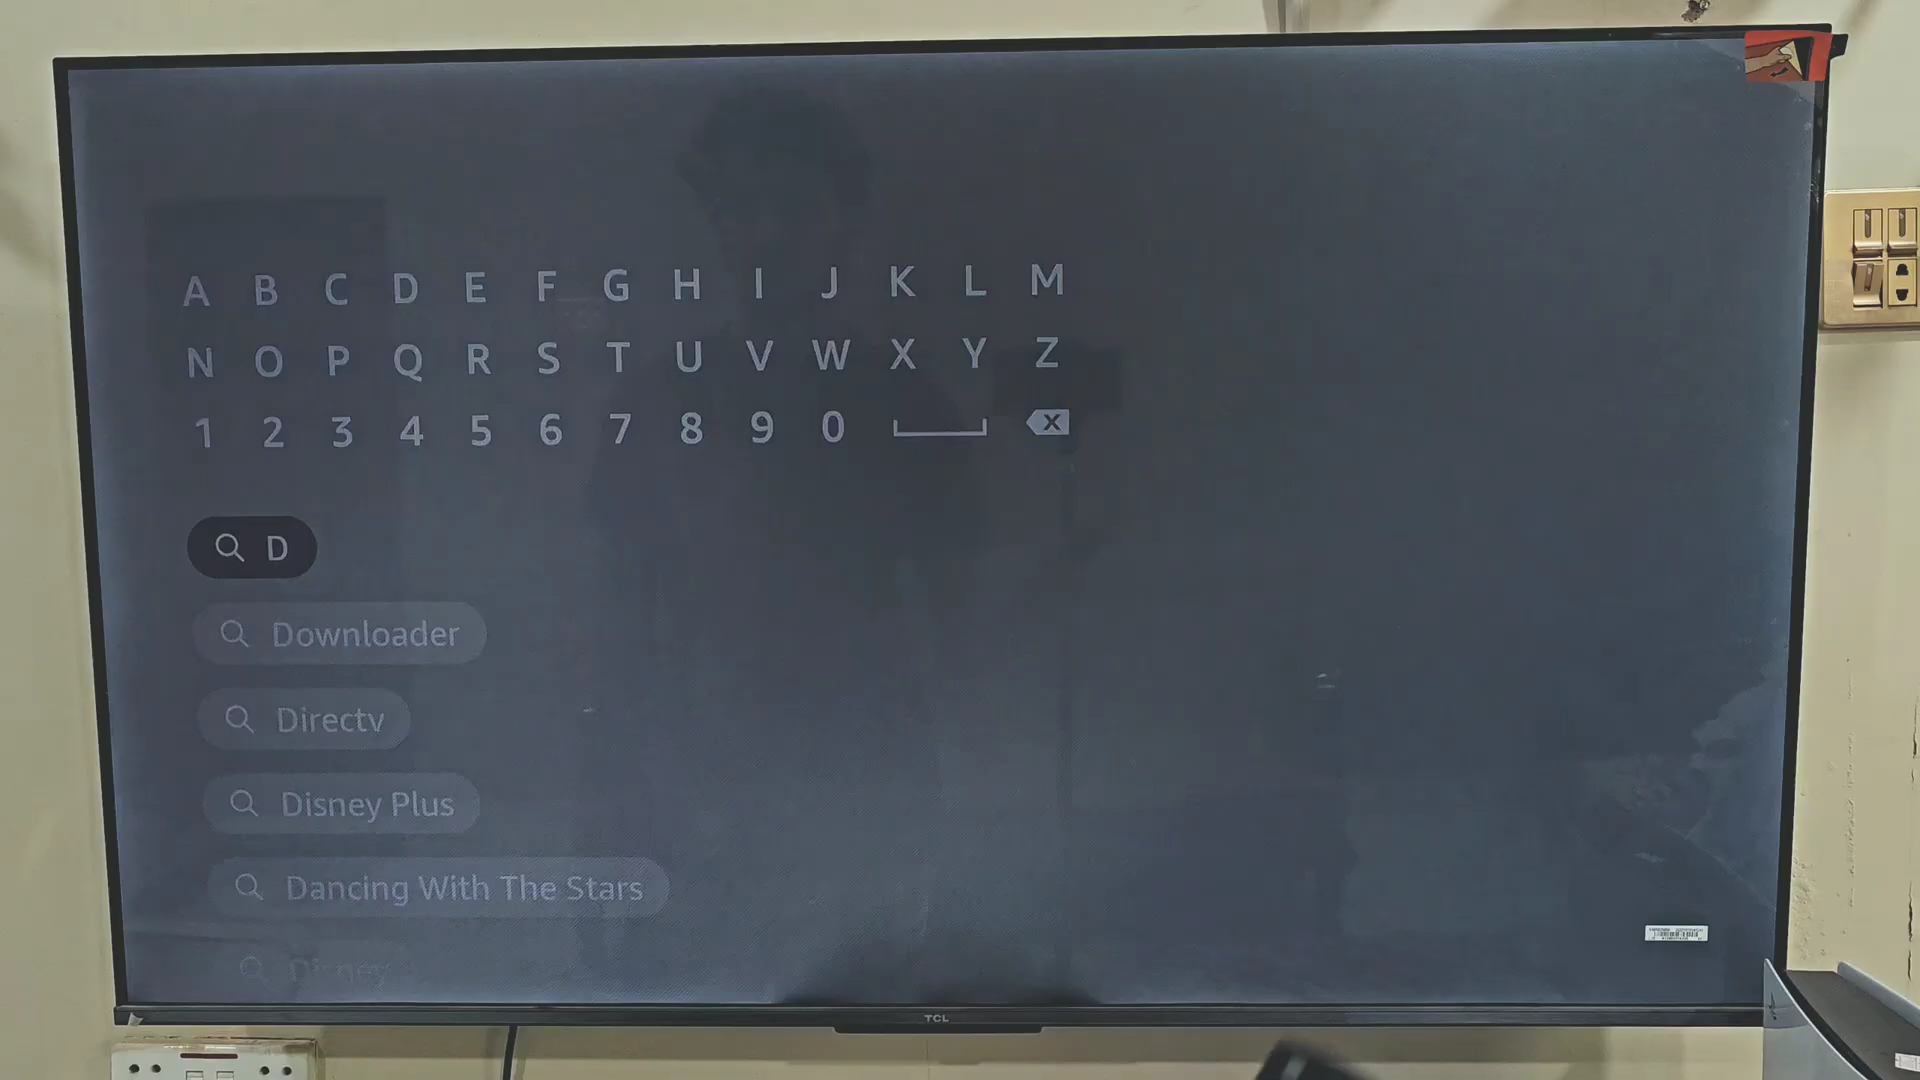 A B C D E F G H I J K L M
N O P Q R S T U V W X Y Z
1 2 3 4 5 6 7 8 9 0
D
Downloader
Directv
Disney Plus
Dancing With The Stars
Disney
TCL